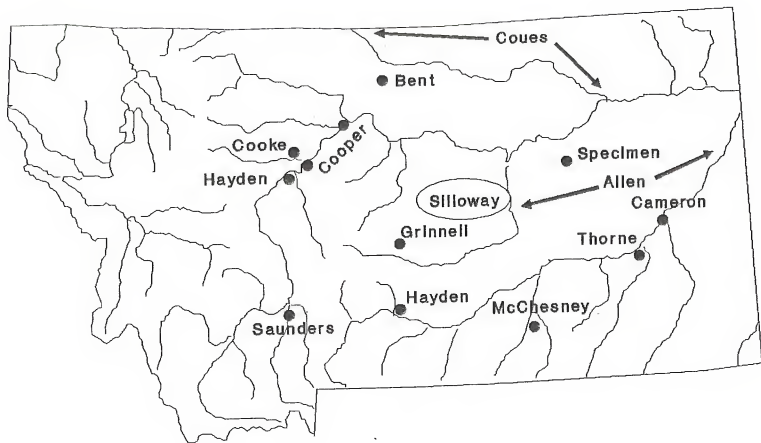 Coues
Bent
Cooke
Cooper
Specimen
Hayden
Allen
Silloway
Cameron
Grinnell
Thorne
Hayden
McChesney
Saunders